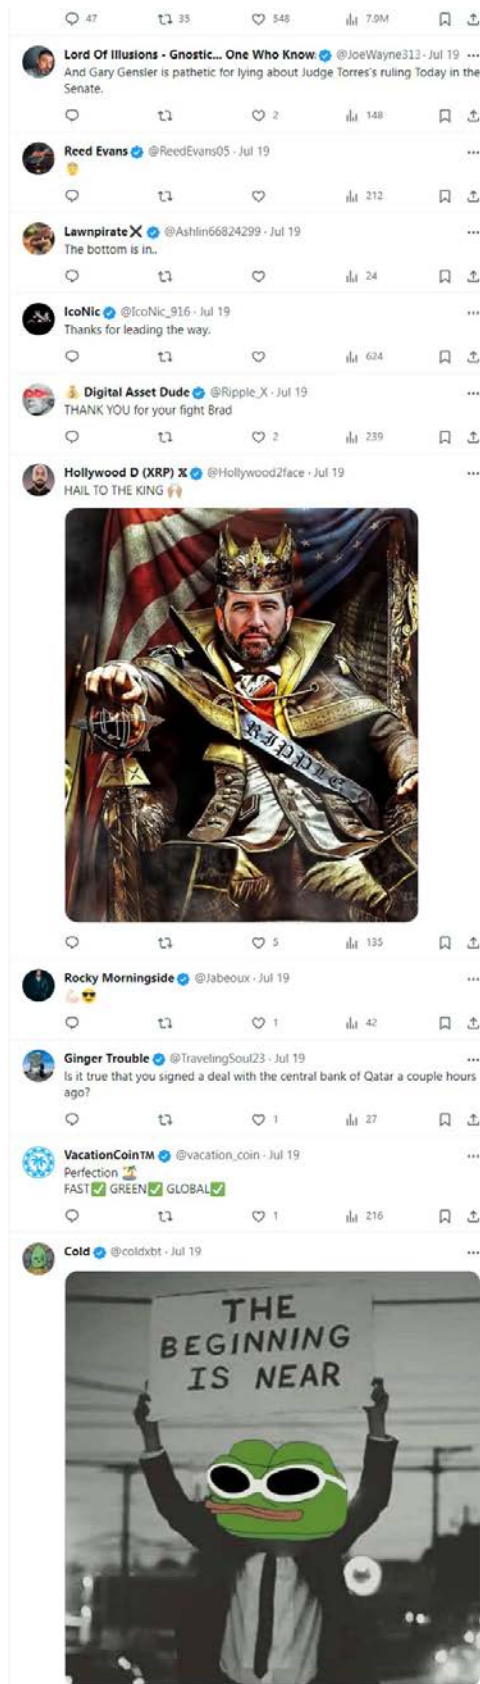 47 35 548 7.9M
Lord Of Illusions - Gnostic... One Who Know: @JoeWayne313 · Jul 19 ···
And Gary Gensler is pathetic for lying about Judge Torres's ruling Today in the
Senate.
2 148
Reed Evans @ReedEvans05 · Jul 19 ···
212
Lawnpirate X @Ashlin66824299 · Jul 19 ···
The bottom is in..
24
IcoNic @IcoNic_916 · Jul 19 ···
Thanks for leading the way.
624
Digital Asset Dude @Ripple_X · Jul 19 ···
THANK YOU for your fight Brad
2 239
Hollywood D (XRP) X @Hollywood2face · Jul 19 ···
HAIL TO THE KING 🙌🏼
RIPPLE
5 135
Rocky Morningside @Jabeoux · Jul 19 ···
💪🏻😎
1 42
Ginger Trouble @TravelingSoul23 · Jul 19 ···
Is it true that you signed a deal with the central bank of Qatar a couple hours
ago?
1 27
VacationCoin™ @vacation_coin · Jul 19 ···
Perfection 🏝️
FAST✅ GREEN✅ GLOBAL✅
1 216
Cold @coldxbt · Jul 19 ···
THE
BEGINNING
IS NEAR